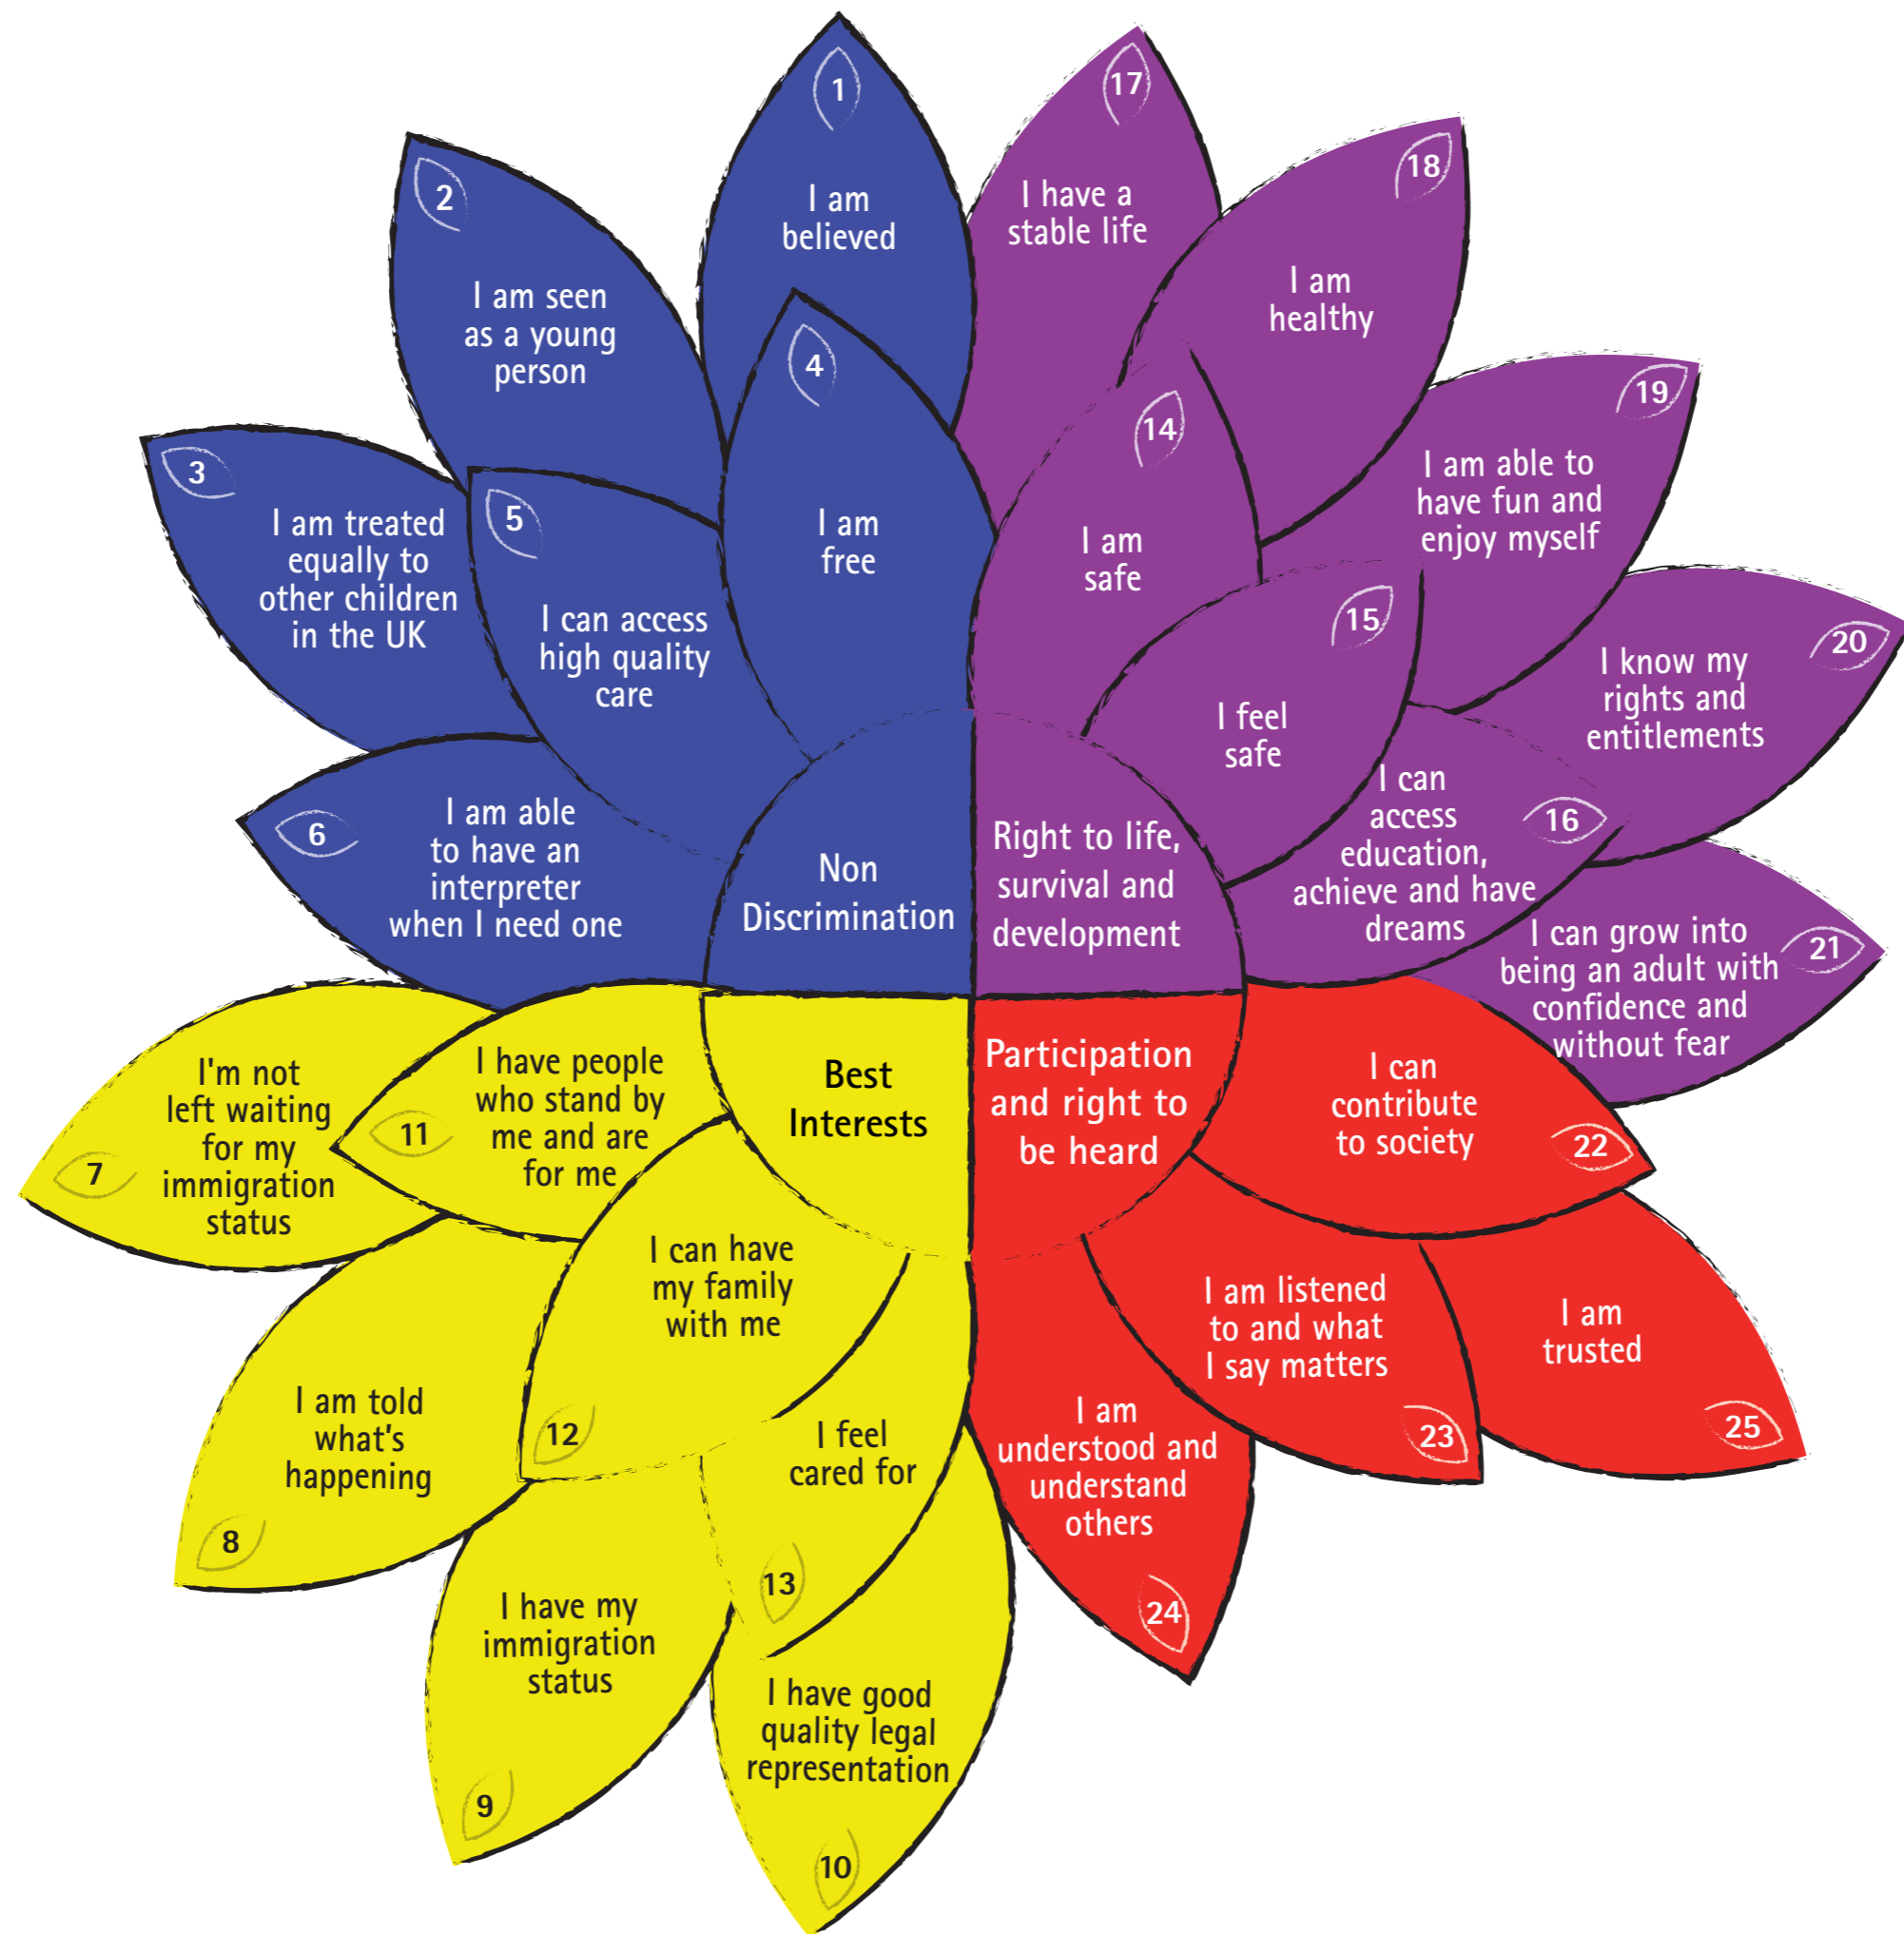 1
I am
believed
2
I am seen
as a young
person
3
I am treated
equally to
other children
in the UK
4
I am
free
5
I can access
high quality
care
6
I am able
to have an
interpreter
when I need one
Non
Discrimination
7
I'm not
left waiting
for my
immigration
status
8
I am told
what's
happening
9
I have my
immigration
status
10
I have good
quality legal
representation
11
I have people
who stand by
me and are
for me
12
I can have
my family
with me
13
I feel
cared for
Best
Interests
14
I am
safe
15
I feel
safe
16
I can
access
education,
achieve and have
dreams
17
I have a
stable life
18
I am
healthy
19
I am able to
have fun and
enjoy myself
20
I know my
rights and
entitlements
21
I can grow into
being an adult with
confidence and
without fear
Right to life,
survival and
development
22
I can
contribute
to society
23
I am listened
to and what
I say matters
24
I am
understood and
understand
others
25
I am
trusted
Participation
and right to
be heard